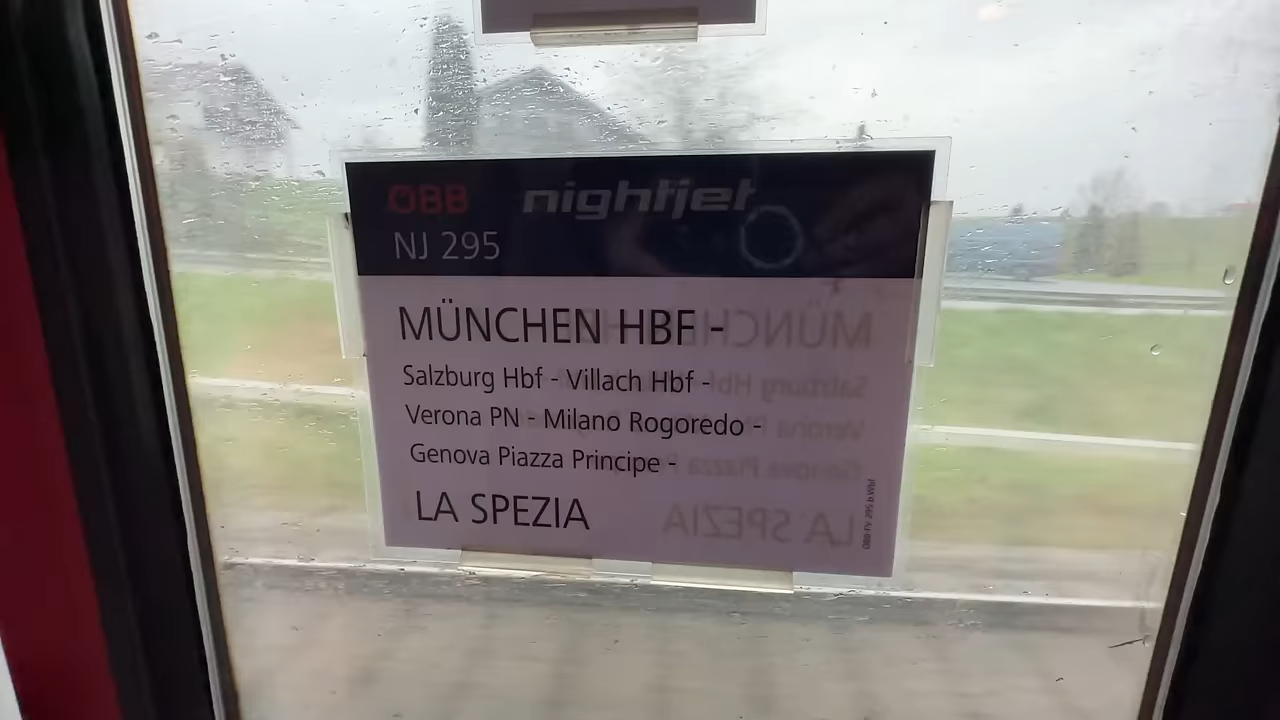 ÖBB nightjet
NJ 295
MÜNCHEN HBF -
Salzburg Hbf - Villach Hbf -
Verona PN - Milano Rogoredo -
Genova Piazza Principe -
LA SPEZIA